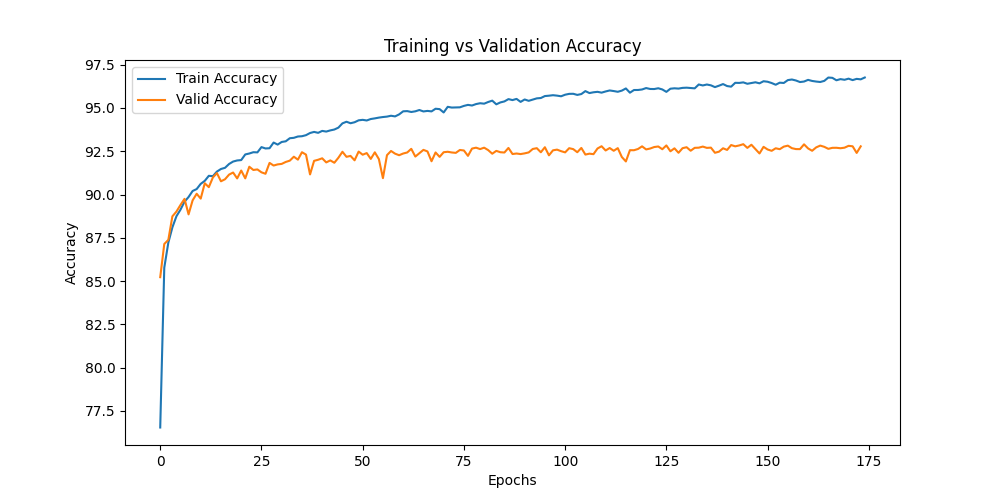 Training vs Validation Accuracy
97.5
95.0
92.5
90.0
87.5
85.0
82.5
80.0
77.5
Accuracy
Train Accuracy
Valid Accuracy
0 25 50 75 100 125 150 175
Epochs